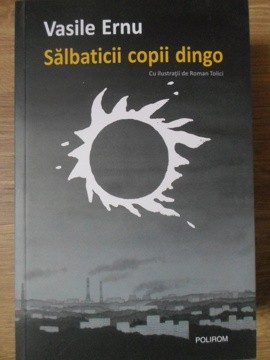 Vasile Ernu
Sălbaticii copii dingo
Cu ilustrații de Roman Tolici
POLIROM